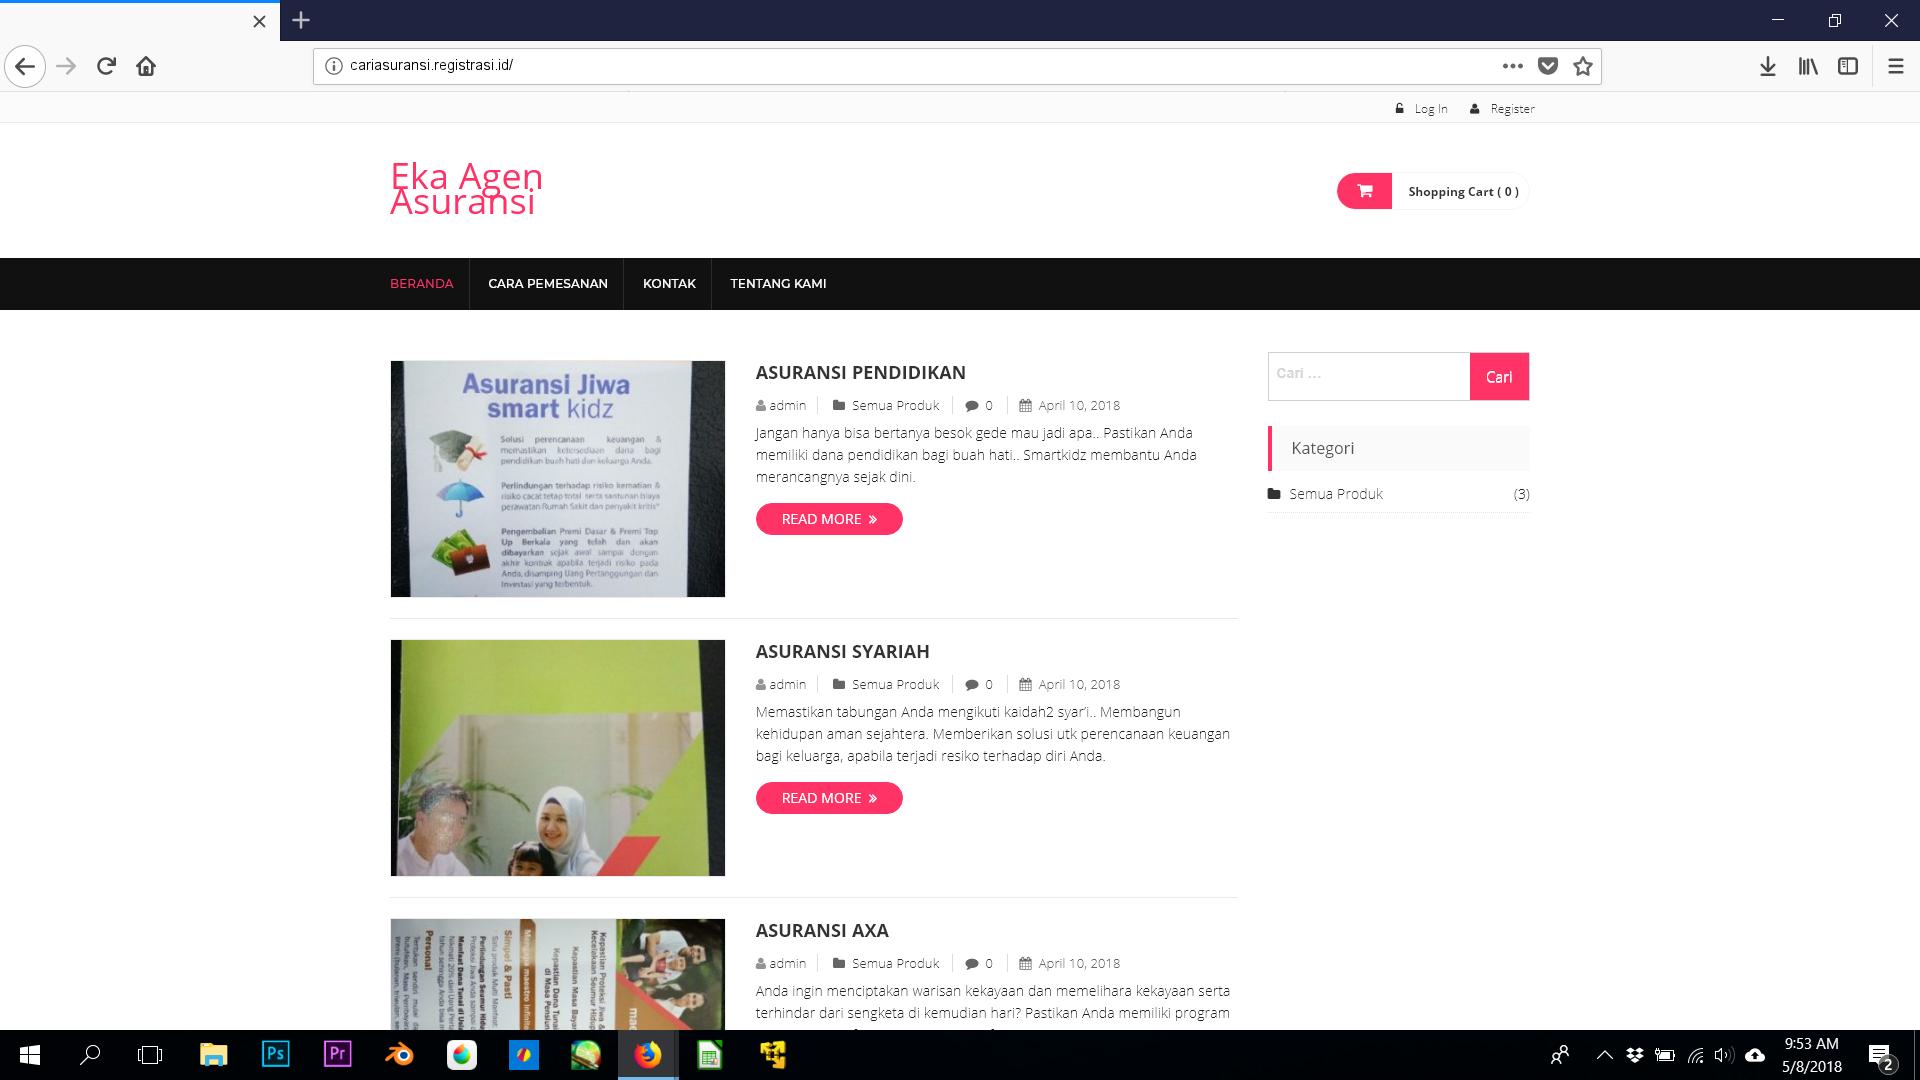 cariasuransi.registrasi.id/
Log In
Register
Eka Agen
Asuransi
Shopping Cart ( 0 )
BERANDA
CARA PEMESANAN
KONTAK
TENTANG KAMI
Asuransi Jiwa
smart kidz
Solusi perencanaan keuangan &
memastikan ketersediaan dana bagi
pendidikan buah hati dan keluarga Anda.
Perlindungan terhadap risiko kematian &
risiko cacat tetap total serta santunan biaya
perawatan Rumah Sakit dan penyakit kritis*
Pengembalian Premi Dasar & Premi Top
Up Berkala yang telah dan akan
dibayarkan sejak awal sampai dengan
akhir kontrak apabila terjadi risiko pada
Anda, disamping Uang Pertanggungan dan
Investasi yang terbentuk.
ASURANSI PENDIDIKAN
admin
Semua Produk
0
April 10, 2018
Jangan hanya bisa bertanya besok gede mau jadi apa.. Pastikan Anda
memiliki dana pendidikan bagi buah hati.. Smartkidz membantu Anda
merancangnya sejak dini.
READ MORE »
Cari ...
Cari
Kategori
Semua Produk
(3)
ASURANSI SYARIAH
admin
Semua Produk
0
April 10, 2018
Memastikan tabungan Anda mengikuti kaidah2 syar'i.. Membangun
kehidupan aman sejahtera. Memberikan solusi utk perencanaan keuangan
bagi keluarga, apabila terjadi resiko terhadap diri Anda.
READ MORE »
Personal
Simpel & Pasti
ASURANSI AXA
admin
Semua Produk
0
April 10, 2018
Anda ingin menciptakan warisan kekayaan dan memelihara kekayaan serta
terhindar dari sengketa di kemudian hari? Pastikan Anda memiliki program
Ps
Pr
9:53 AM
5/8/2018
2